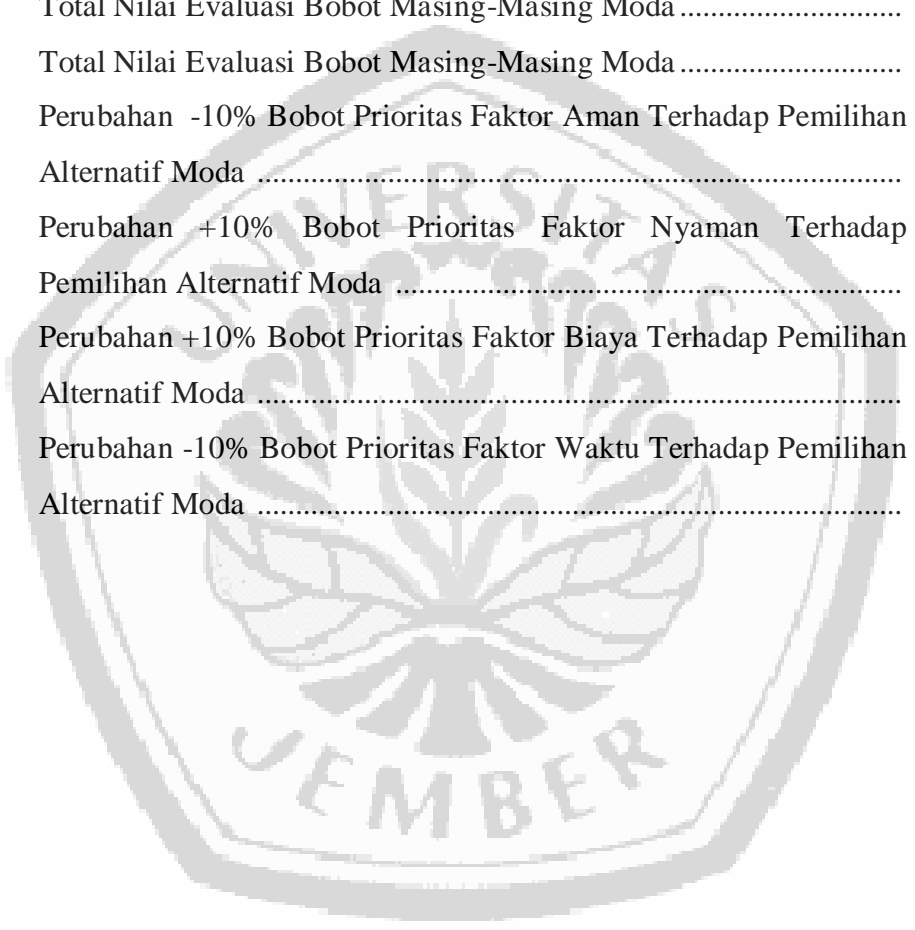 Total Nilai Evaluasi Bobot Masing-Masing Moda .............................
Total Nilai Evaluasi Bobot Masing-Masing Moda .............................
Perubahan -10% Bobot Prioritas Faktor Aman Terhadap Pemilihan
Alternatif Moda .....................................................................................
Perubahan +10% Bobot Prioritas Faktor Nyaman Terhadap
Pemilihan Alternatif Moda ...................................................................
Perubahan +10% Bobot Prioritas Faktor Biaya Terhadap Pemilihan
Alternatif Moda .....................................................................................
Perubahan -10% Bobot Prioritas Faktor Waktu Terhadap Pemilihan
Alternatif Moda .....................................................................................
UNIVERSITAS
JEMBER